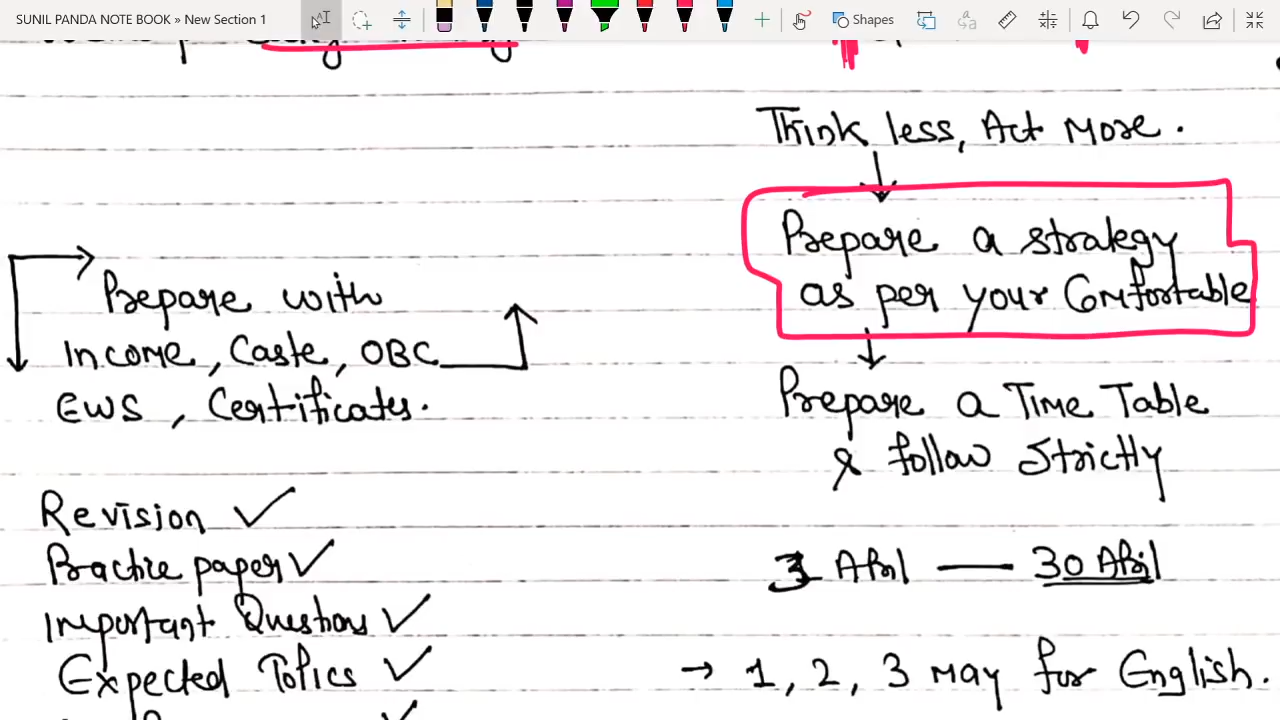 SUNIL PANDA NOTE BOOK » New Section 1
Shapes
Think less, Act More.
Prepare a strategy
as per your Comfortable
Prepare a Time Table
& follow Strictly
3 April — 30 April
→ 1, 2, 3 may for English.
Prepare with
Income, Caste, OBC
EWS, Certificates.
Revision ✓
Practice paper ✓
Important Questions ✓
Expected Topics ✓